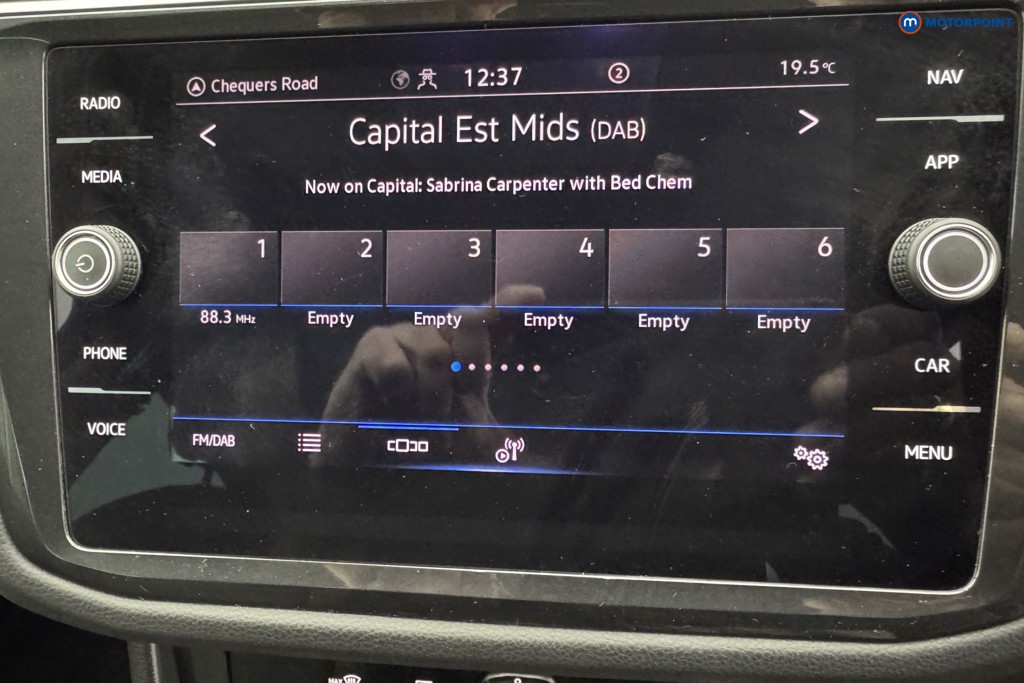 m MOTORPOINT
Chequers Road 12:37 2 19.5°C
RADIO
NAV
Capital Est Mids (DAB)
MEDIA
APP
Now on Capital: Sabrina Carpenter with Bed Chem
1 2 3 4 5 6
88.3 MHz Empty Empty Empty Empty Empty
PHONE
CAR
VOICE
FM/DAB
MENU
MAX